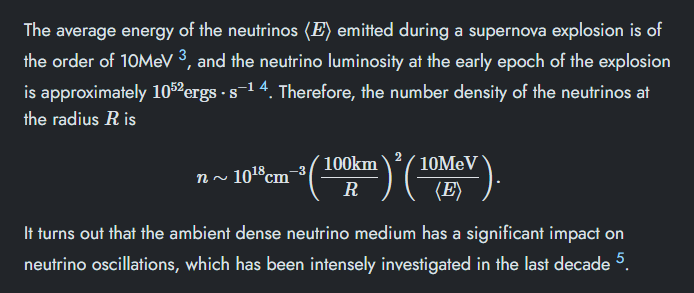 The average energy of the neutrinos ⟨E⟩ emitted during a supernova explosion is of
the order of 10MeV ³, and the neutrino luminosity at the early epoch of the explosion
is approximately 10⁵²ergs · s⁻¹ ⁴. Therefore, the number density of the neutrinos at
the radius R is
n ∼ 10¹⁸cm⁻³ (100km / R)² (10MeV / ⟨E⟩).
It turns out that the ambient dense neutrino medium has a significant impact on
neutrino oscillations, which has been intensely investigated in the last decade ⁵.